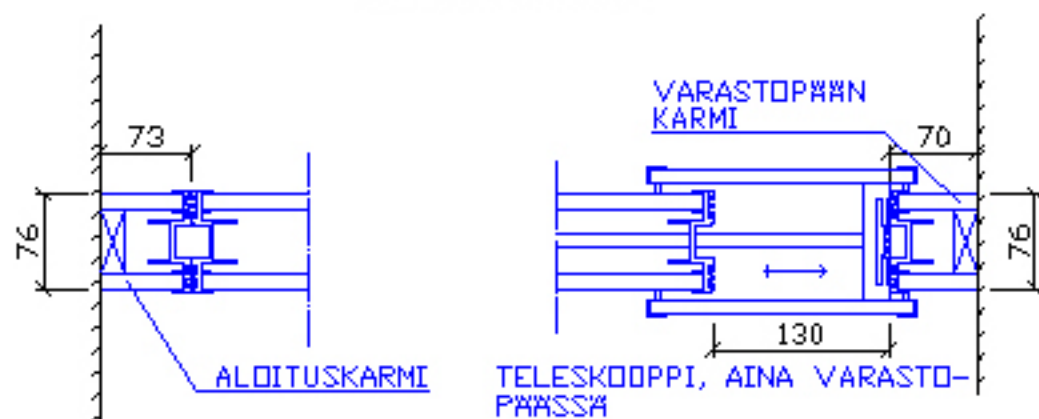 VARASTOPÄÄN
KARMI
73
70
76
76
130
ALOITUSKARMI
TELESKOOPPI, AINA VARASTO-
PÄÄSSÄ